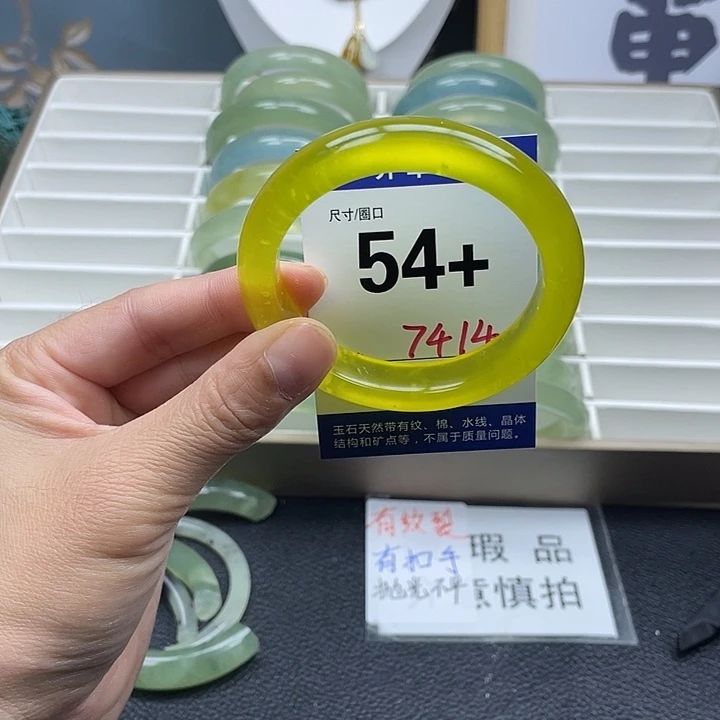 尺寸/圈口
54+
7414
玉石天然带有纹、棉、水线、晶体
结构和矿点等，不属于质量问题。
有纹裂
有扣手
抛光不平
瑕品
慎拍